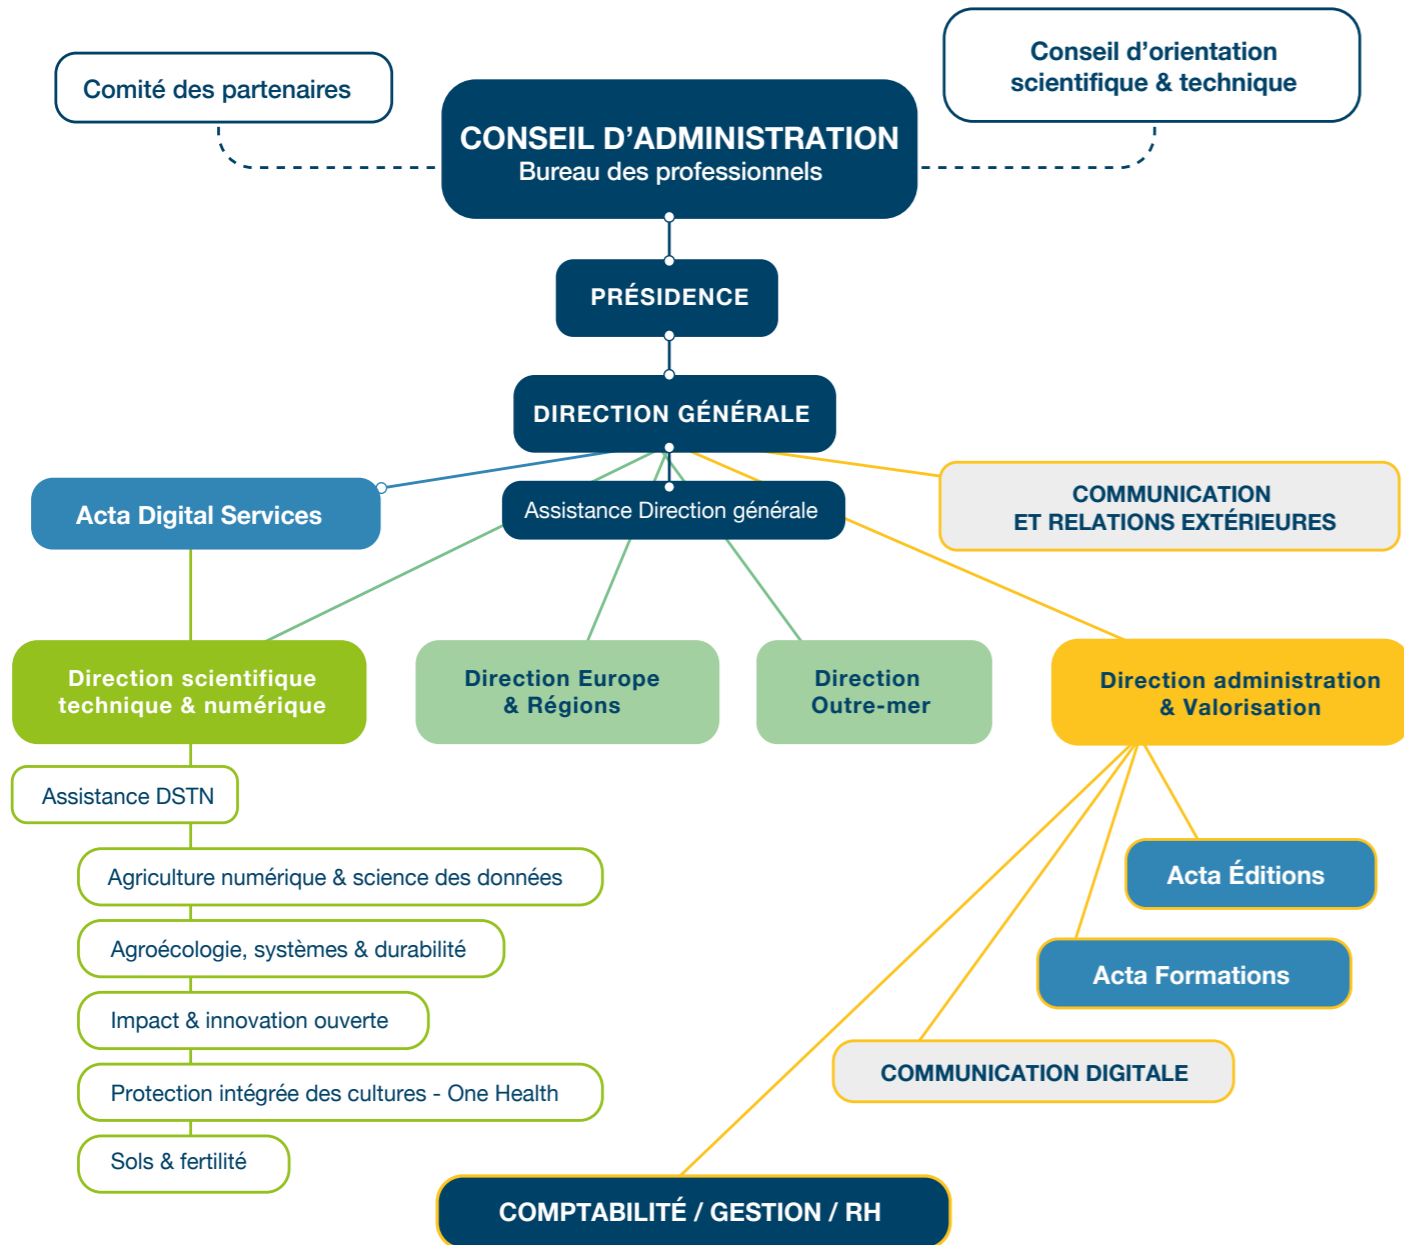 Comité des partenaires
Conseil d'orientation
scientifique & technique
CONSEIL D'ADMINISTRATION
Bureau des professionnels
PRÉSIDENCE
DIRECTION GÉNÉRALE
Acta Digital Services
Assistance Direction générale
COMMUNICATION
ET RELATIONS EXTÉRIEURES
Direction scientifique
technique & numérique
Direction Europe
& Régions
Direction
Outre-mer
Direction administration
& Valorisation
Assistance DSTN
Agriculture numérique & science des données
Agroécologie, systèmes & durabilité
Impact & innovation ouverte
Protection intégrée des cultures - One Health
Sols & fertilité
Acta Éditions
Acta Formations
COMMUNICATION DIGITALE
COMPTABILITÉ / GESTION / RH